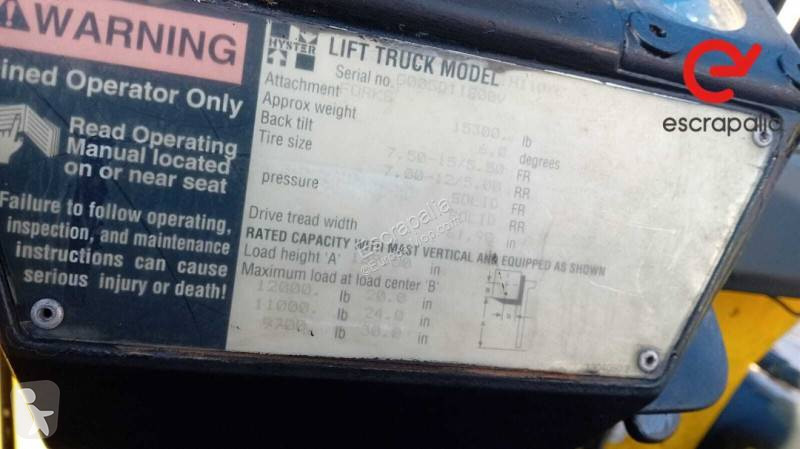 WARNING
ined Operator Only
Read Operating
Manual located
on or near seat
Failure to follow operating,
inspection, and maintenance
instructions can cause
serious injury or death!
HYSTER
LIFT TRUCK MODEL
Serial no.
Attachment FORKS
Approx weight 15300. lb
Back tilt 6.0 degrees
Tire size 7.50-15/5.50 FR
7.00-12/5.00 RR
pressure SOLID FR
SOLID RR
Drive tread width in
RATED CAPACITY WITH MAST VERTICAL AND EQUIPPED AS SHOWN
Load height 'A' in
Maximum load at load center 'B'
12000. lb 20.0 in
11000. lb 24.0 in
9700. lb 30.0 in
escrapalia
Escrapalia